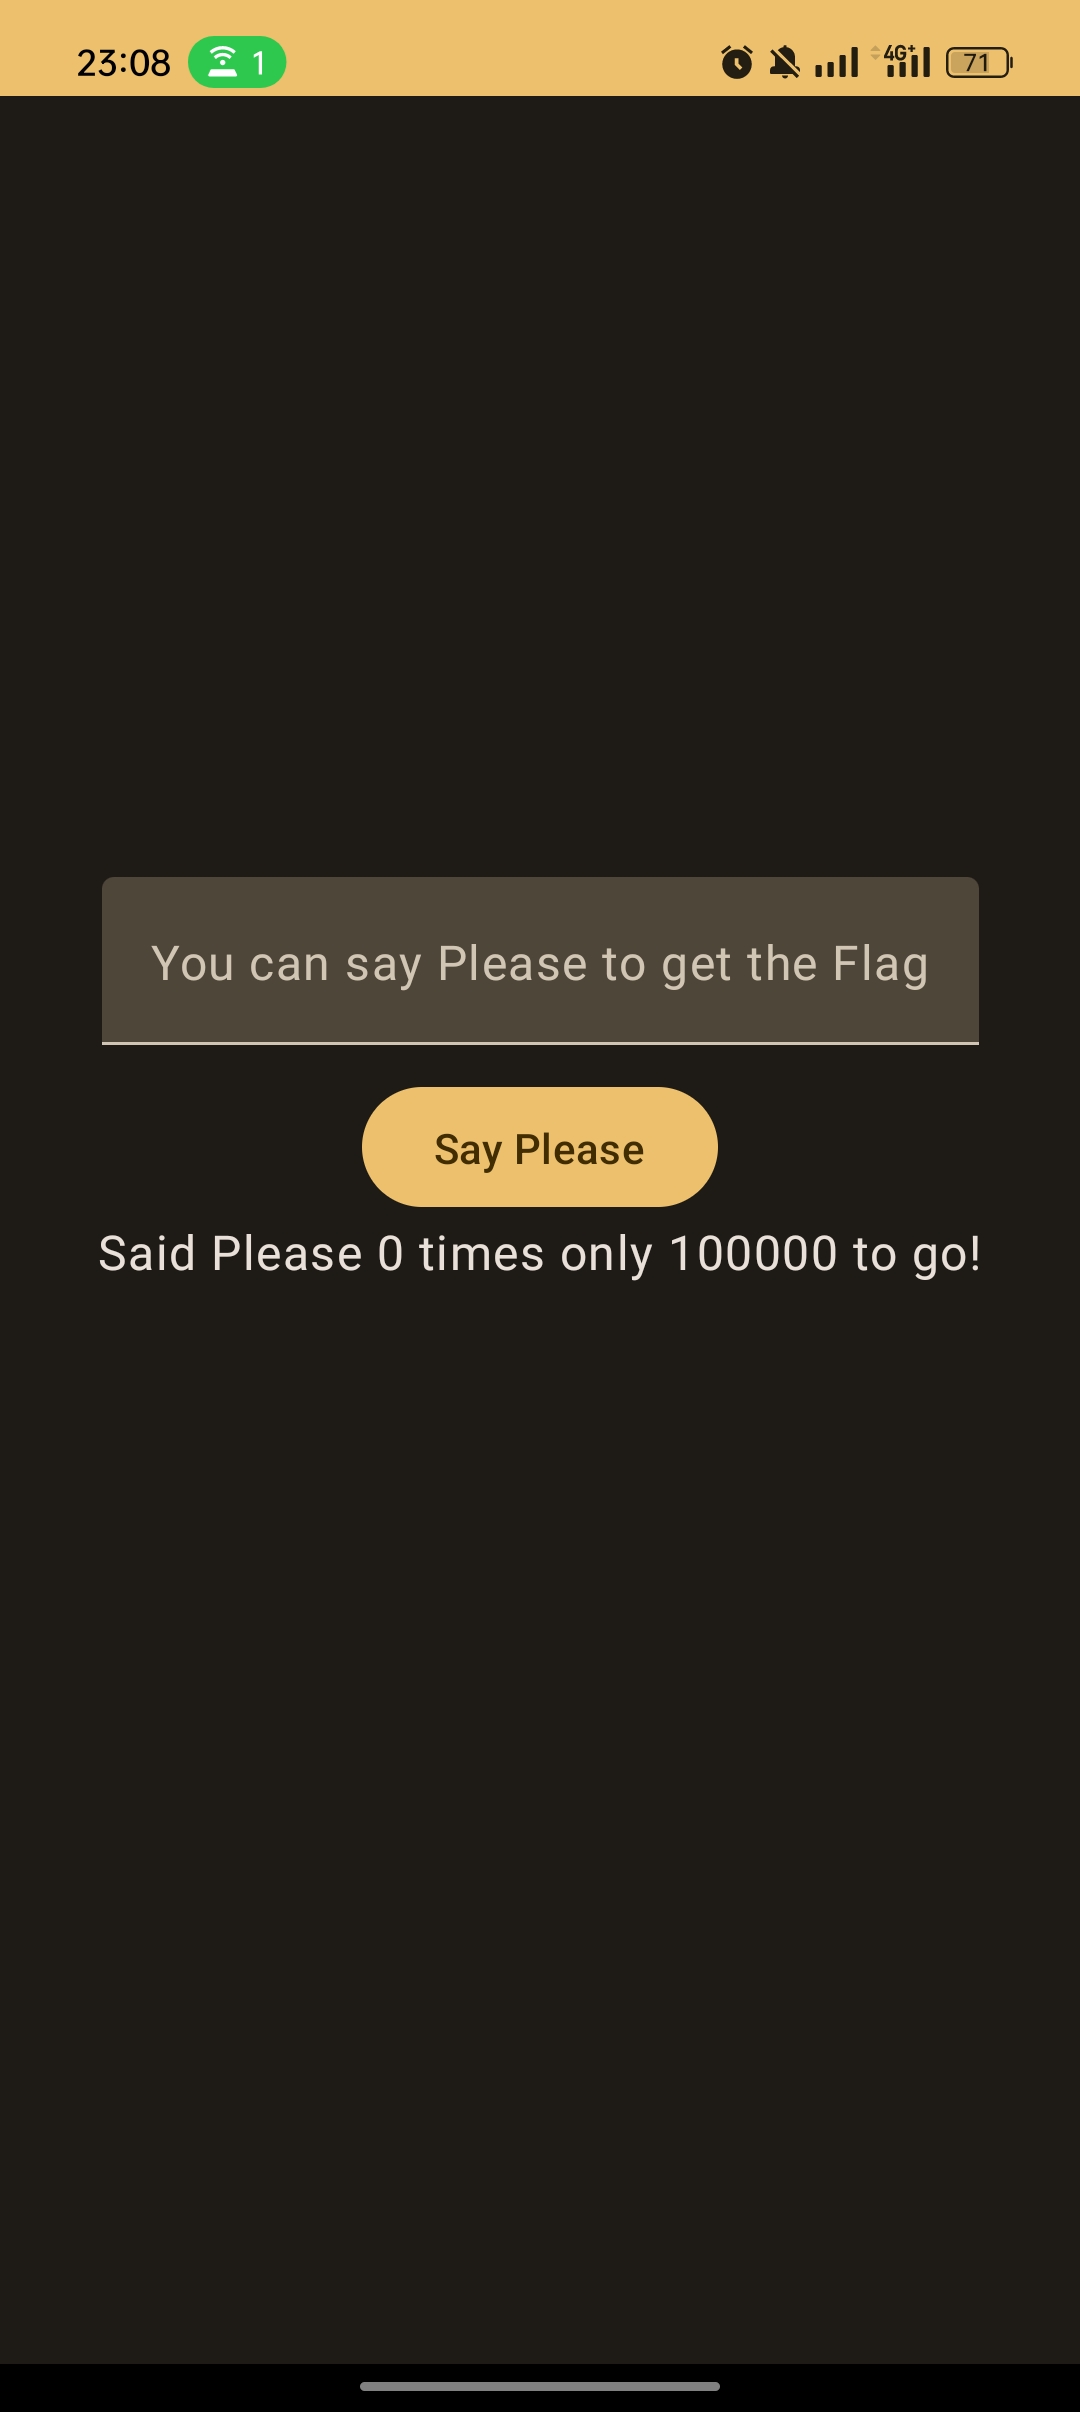 23:08 1 4G+ 71
You can say Please to get the Flag
Say Please
Said Please 0 times only 100000 to go!